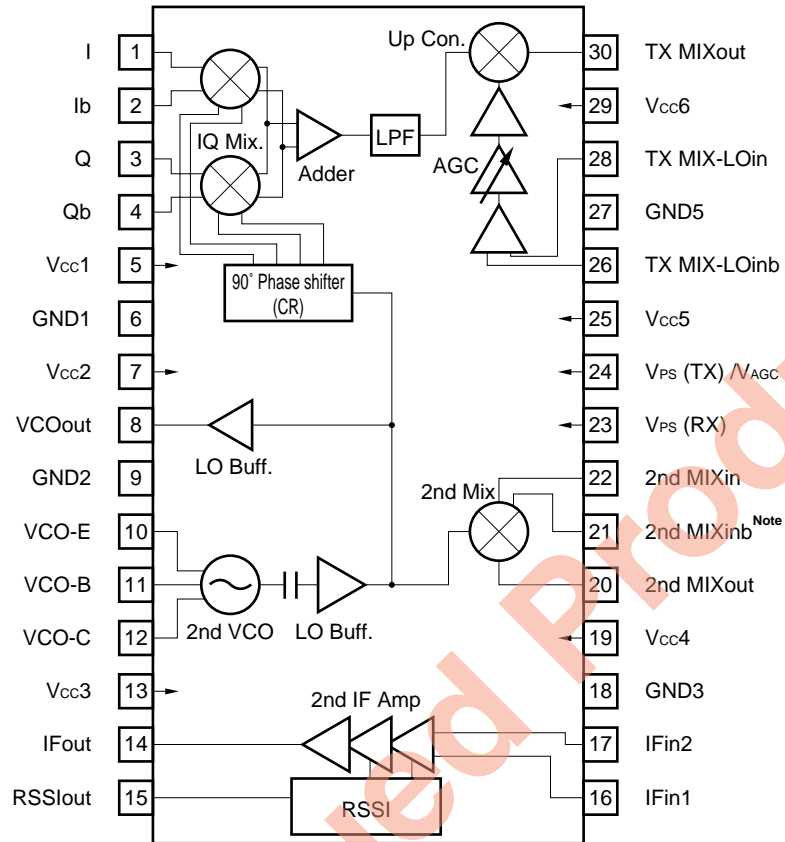 I 1
Ib 2
Q 3
Qb 4
VCC1 5
GND1 6
VCC2 7
VCOout 8
GND2 9
VCO-E 10
VCO-B 11
VCO-C 12
VCC3 13
IFout 14
RSSIout 15
IQ Mix.
Adder
LPF
Up Con.
AGC
90° Phase shifter
(CR)
LO Buff.
2nd VCO
LO Buff.
2nd Mix
2nd IF Amp
RSSI
30 TX MIXout
29 VCC6
28 TX MIX-LOin
27 GND5
26 TX MIX-LOinb
25 VCC5
24 VPS (TX) /VAGC
23 VPS (RX)
22 2nd MIXin
21 2nd MIXinb Note
20 2nd MIXout
19 VCC4
18 GND3
17 IFin2
16 IFin1
ued Prod